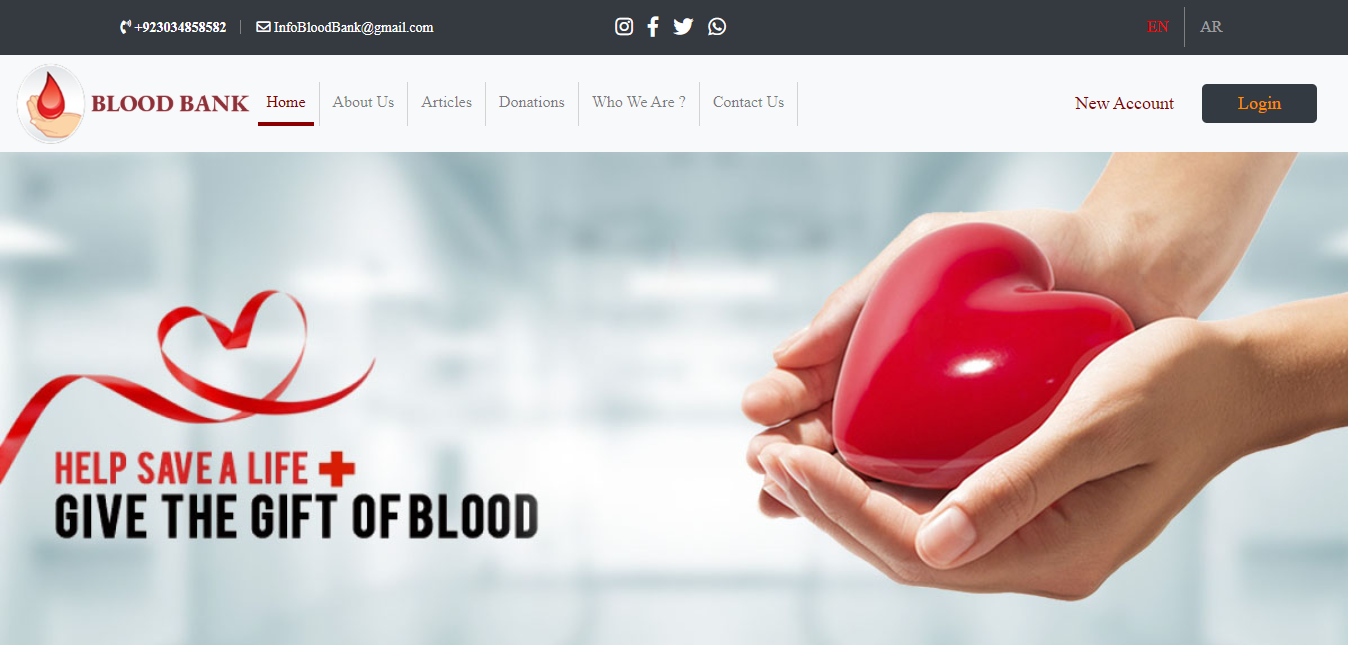 +923034858582
InfoBloodBank@gmail.com
EN
AR
BLOOD BANK
Home
About Us
Articles
Donations
Who We Are ?
Contact Us
New Account
Login
HELP SAVE A LIFE
GIVE THE GIFT OF BLOOD